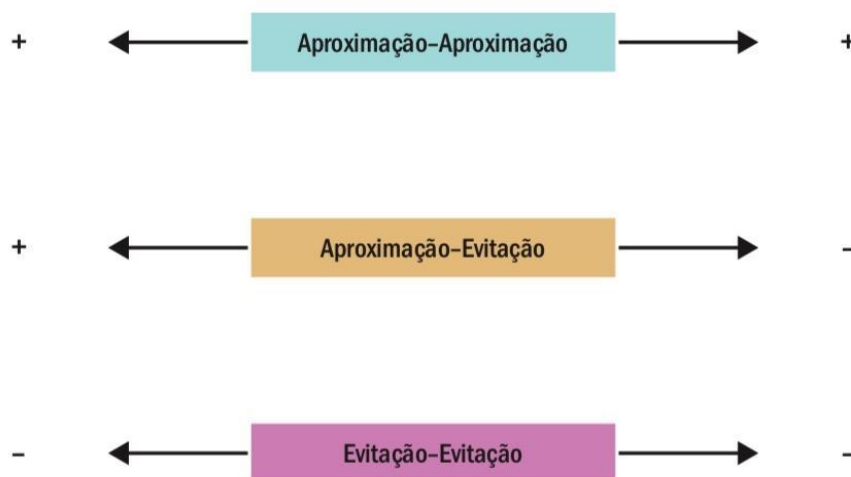 + Aproximação–Aproximação +
+ Aproximação–Evitação –
– Evitação–Evitação –